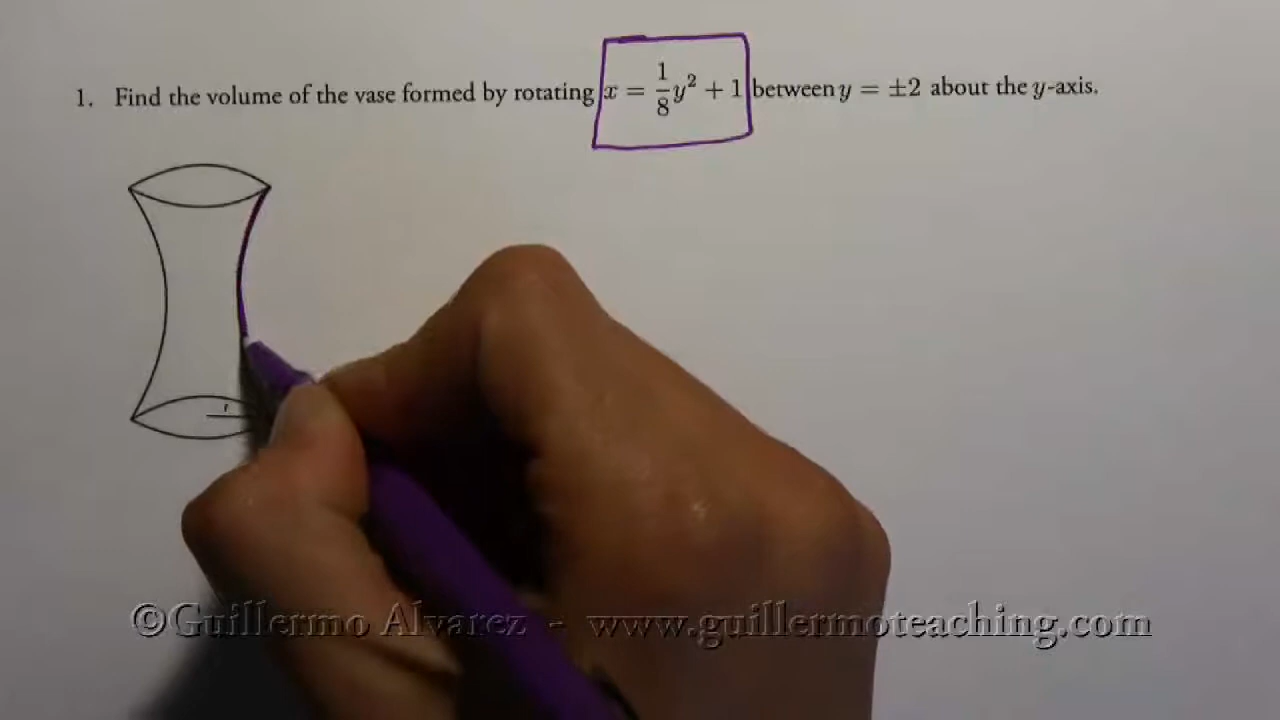 1. Find the volume of the vase formed by rotating x = 1/8 y² + 1 between y = ±2 about the y-axis.
©Guillermo Alvarez - www.guillermoteaching.com